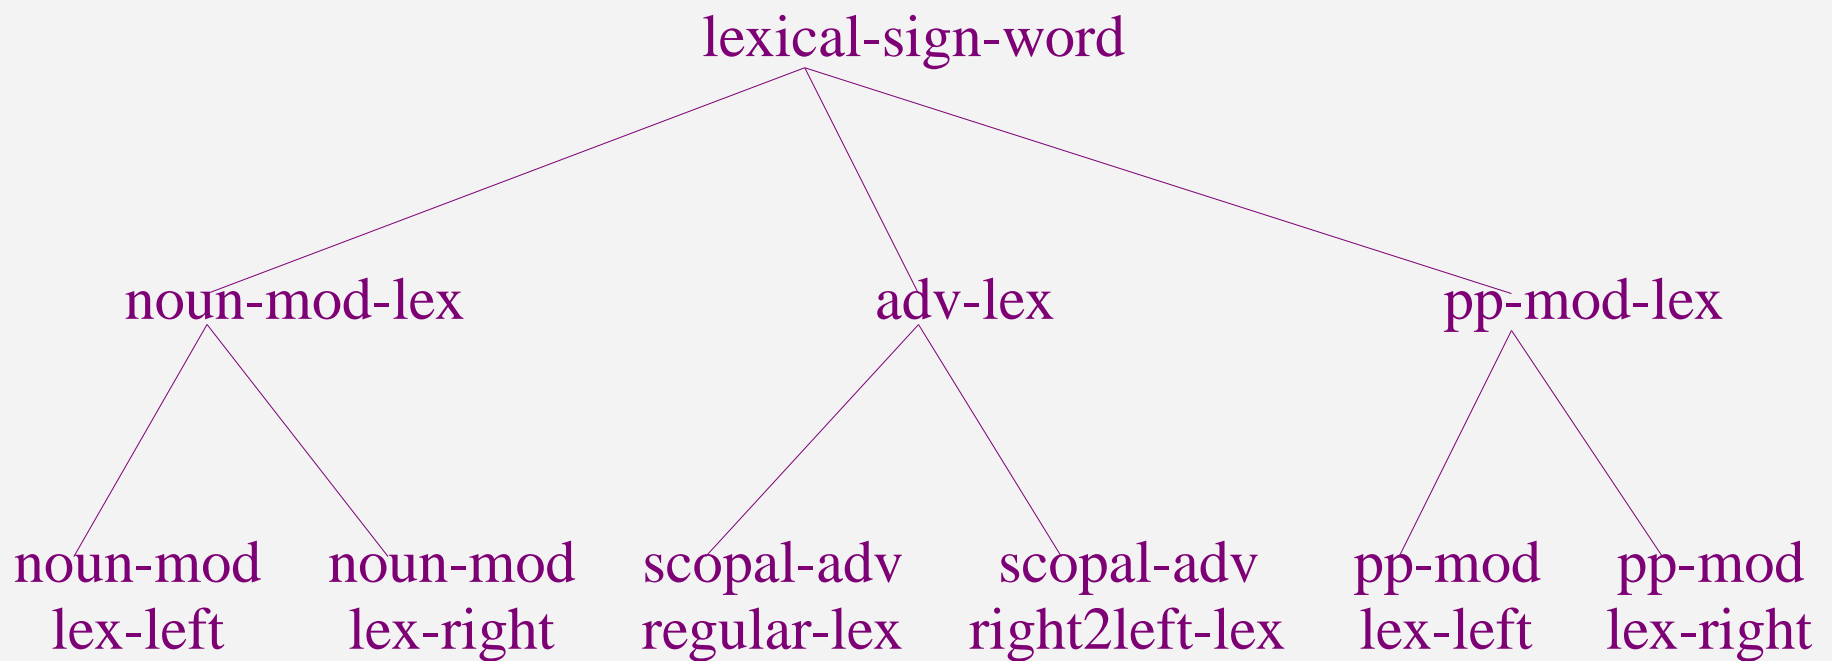 lexical-sign-word
noun-mod-lex adv-lex pp-mod-lex
noun-mod noun-mod scopal-adv scopal-adv pp-mod pp-mod
lex-left lex-right regular-lex right2left-lex lex-left lex-right